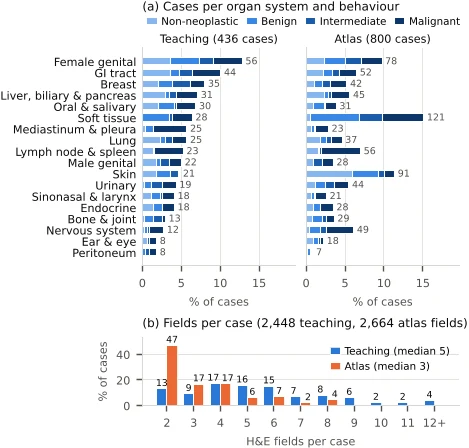 (a) Cases per organ system and behaviour
Non-neoplastic Benign Intermediate Malignant
Teaching (436 cases) Atlas (800 cases)
Female genital 56 78
GI tract 44 52
Breast 35 42
Liver, biliary & pancreas 31 45
Oral & salivary 30 31
Soft tissue 28 121
Mediastinum & pleura 25 23
Lung 25 37
Lymph node & spleen 23 56
Male genital 22 28
Skin 21 91
Urinary 19 44
Sinonasal & larynx 18 21
Endocrine 18 28
Bone & joint 13 29
Nervous system 12 49
Ear & eye 8 18
Peritoneum 8 7
0 5 10 15 0 5 10 15
% of cases % of cases
(b) Fields per case (2,448 teaching, 2,664 atlas fields)
% of cases
40
20
0
Teaching (median 5)
Atlas (median 3)
13 47 9 17 17 17 16 6 15 7 7 2 8 4 6 2 2 4
2 3 4 5 6 7 8 9 10 11 12+
H&E fields per case